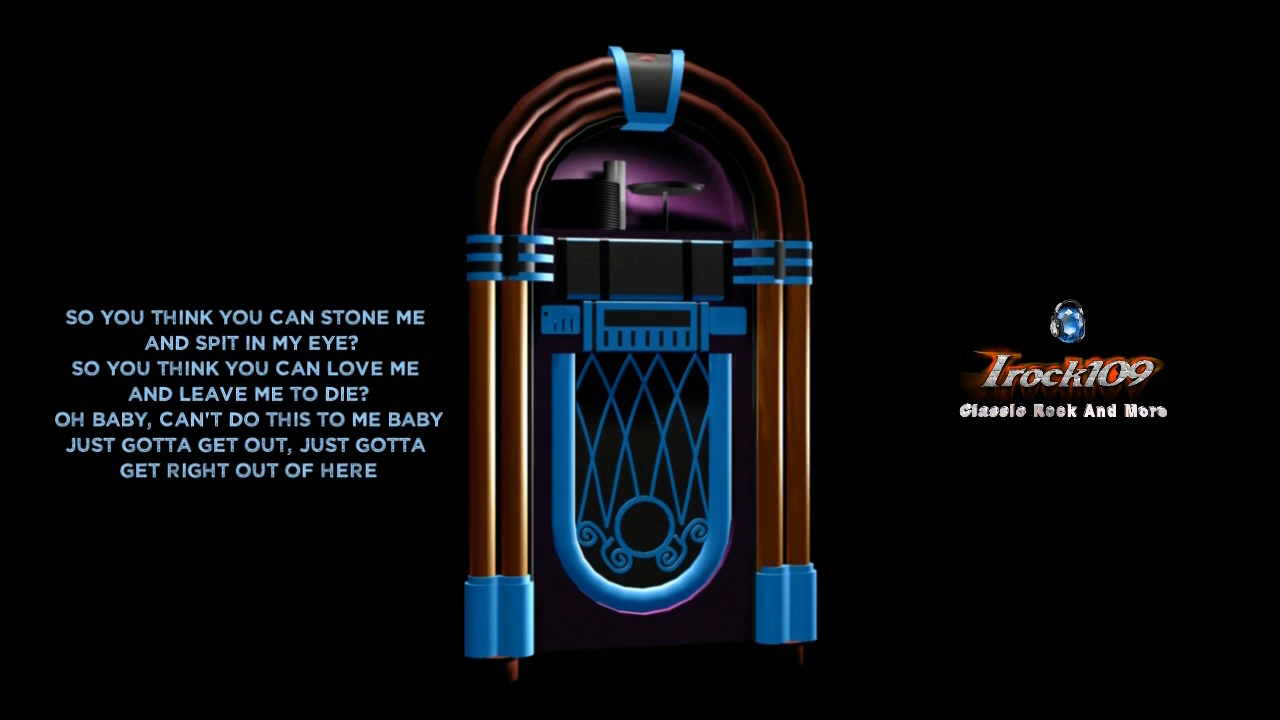 SO YOU THINK YOU CAN STONE ME
AND SPIT IN MY EYE?
SO YOU THINK YOU CAN LOVE ME
AND LEAVE ME TO DIE?
OH BABY, CAN'T DO THIS TO ME BABY
JUST GOTTA GET OUT, JUST GOTTA
GET RIGHT OUT OF HERE
Irock109
Classic Rock And More